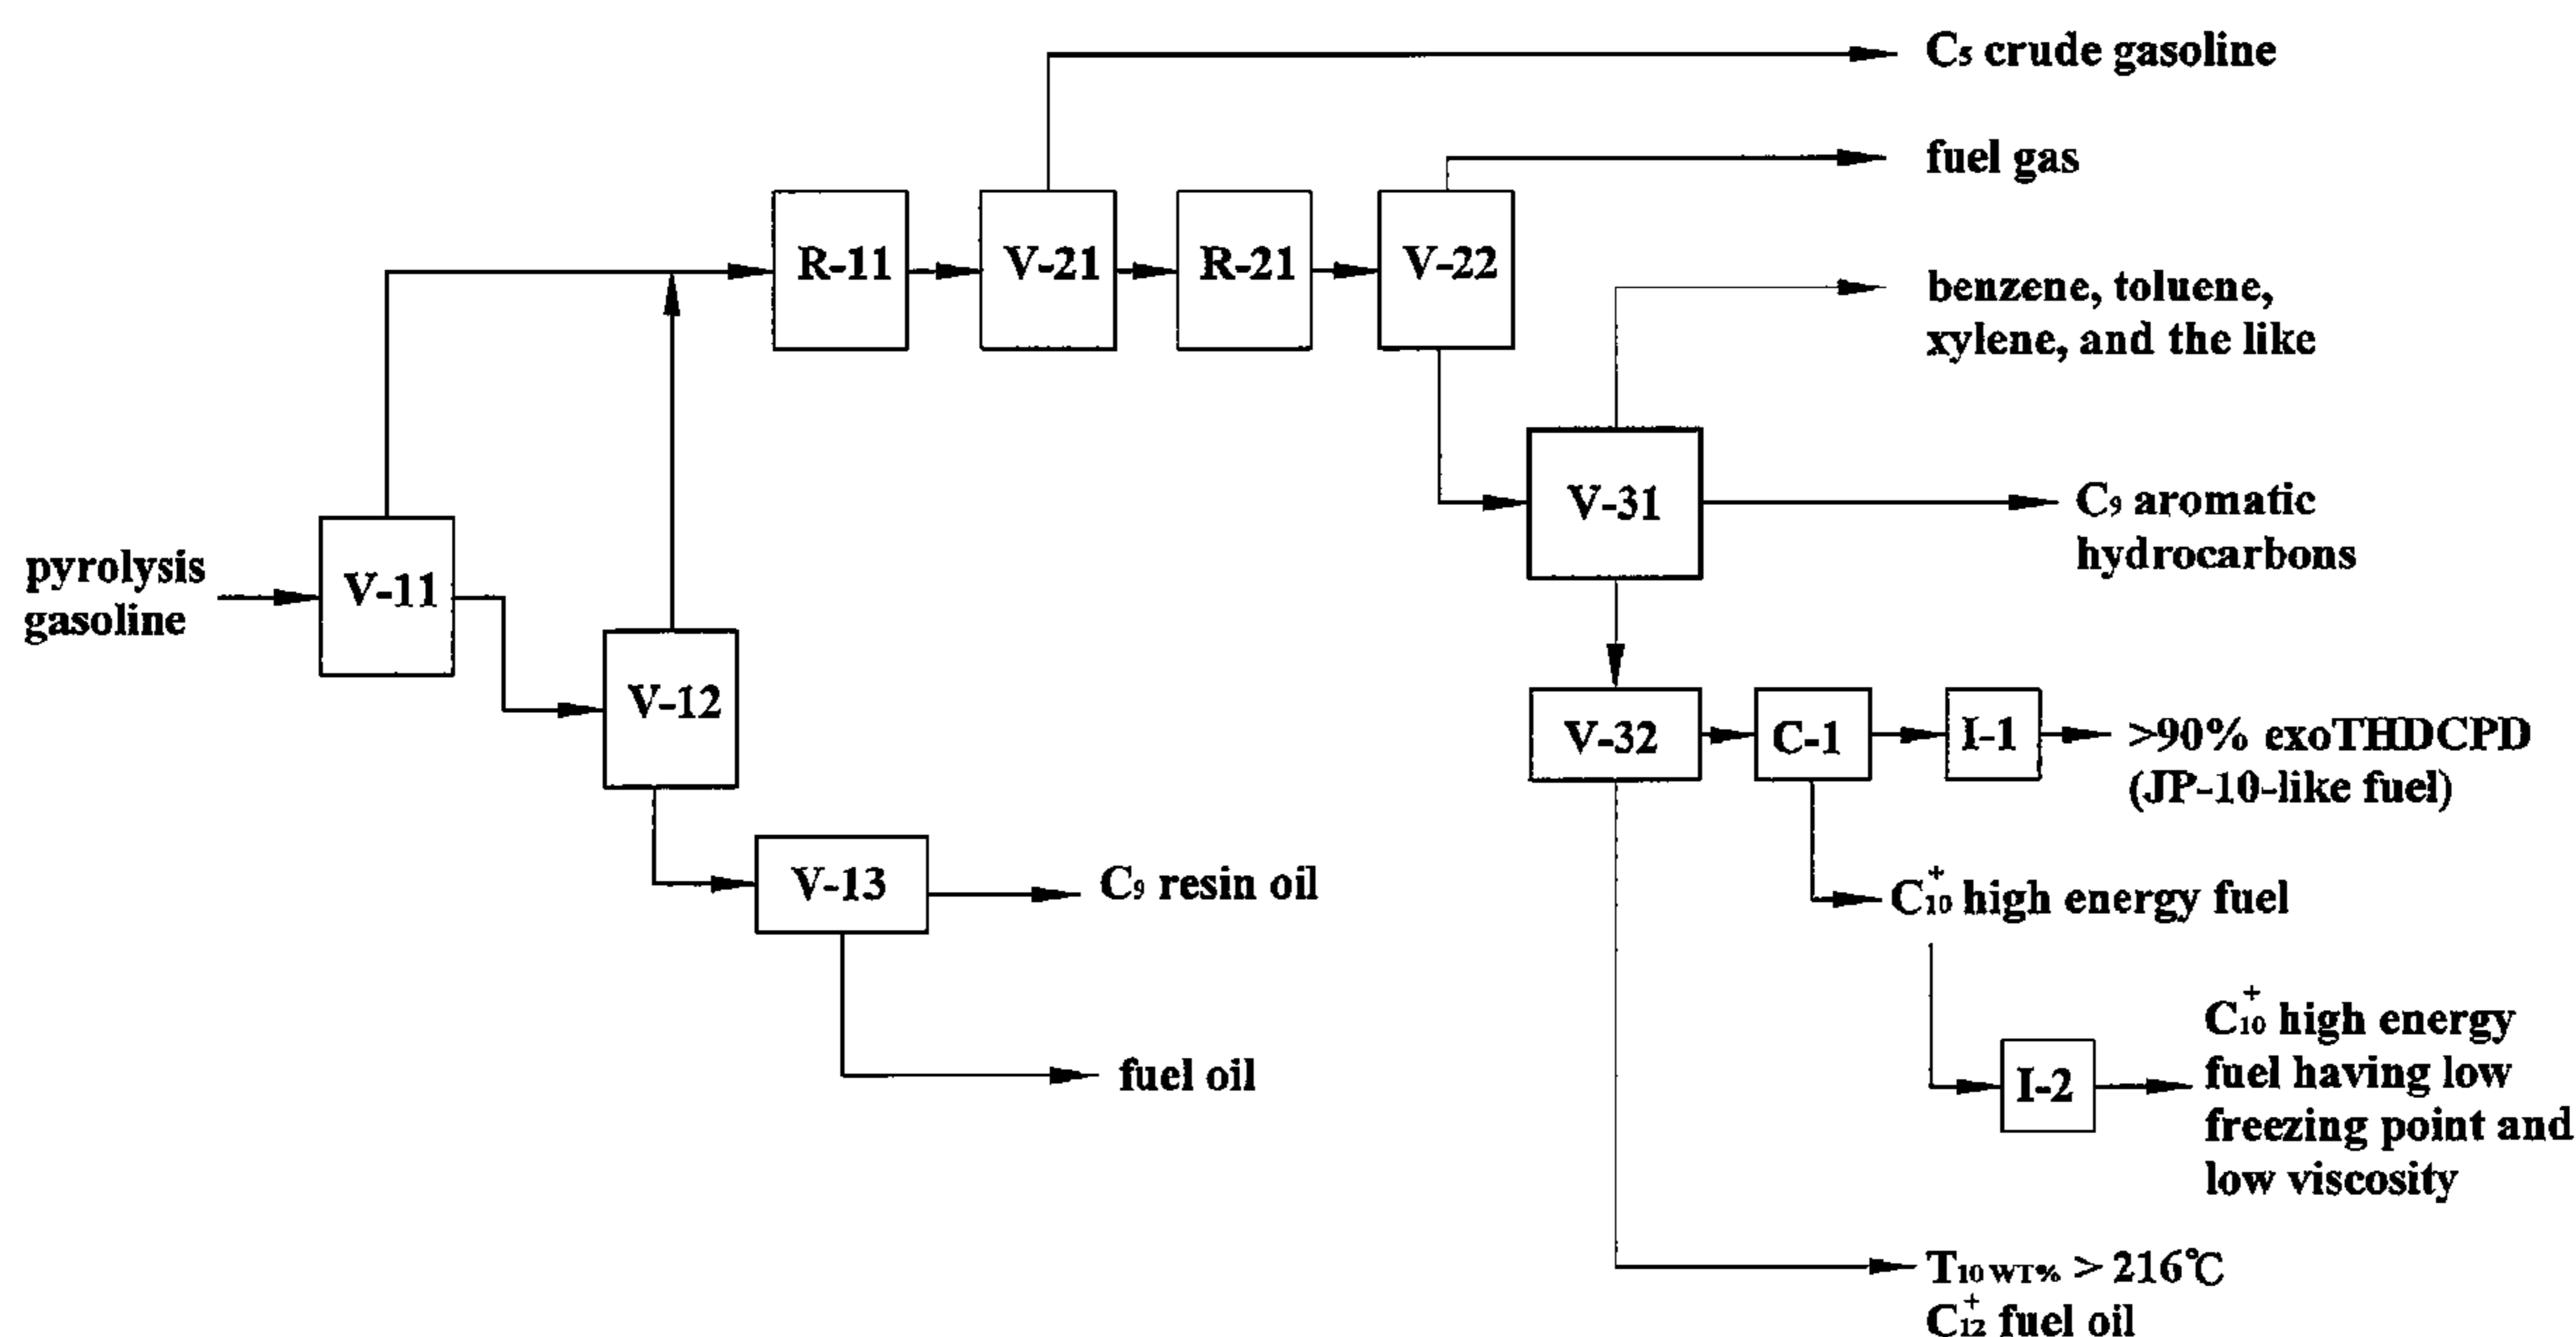 C₅ crude gasoline
fuel gas
R-11
V-21
R-21
V-22
benzene, toluene,
xylene, and the like
V-31
C₉ aromatic
hydrocarbons
pyrolysis
gasoline
V-11
V-12
V-32
C-1
I-1
>90% exoTHDCPD
(JP-10-like fuel)
V-13
C₉ resin oil
C₁₀⁺ high energy fuel
fuel oil
I-2
C₁₀⁺ high energy
fuel having low
freezing point and
low viscosity
T₁₀ WT% > 216℃
C₁₂⁺ fuel oil